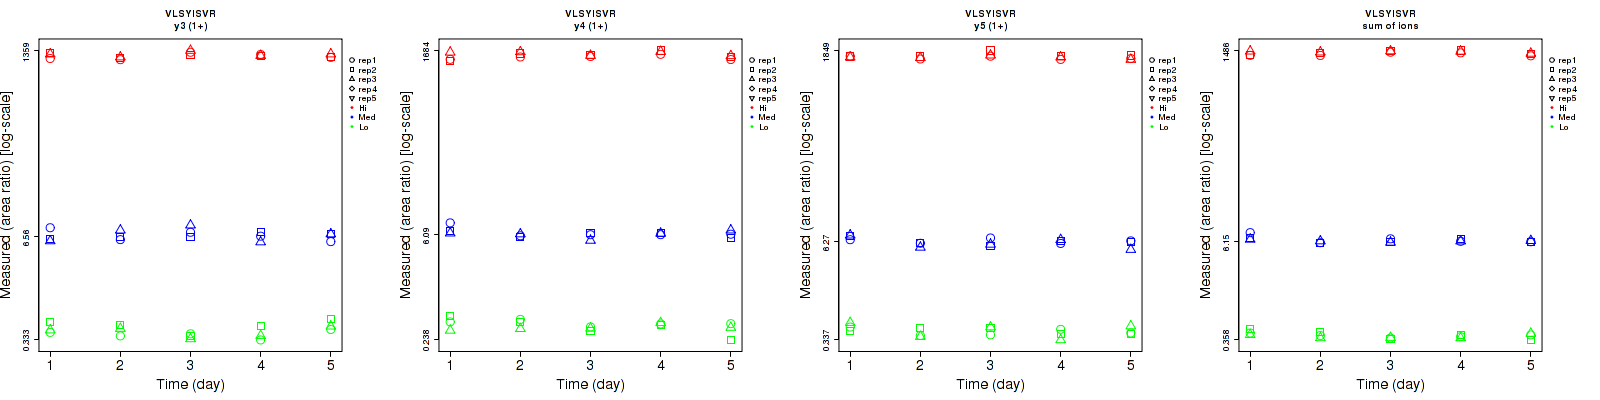 VLSYISVR
y3 (1+)
Measured (area ratio) [log-scale]
1359
6.56
0.233
1 2 3 4 5
Time (day)
rep1
rep2
rep3
rep4
rep5
Hi
Med
Lo
VLSYISVR
y4 (1+)
Measured (area ratio) [log-scale]
1684
6.09
0.238
1 2 3 4 5
Time (day)
rep1
rep2
rep3
rep4
rep5
Hi
Med
Lo
VLSYISVR
y5 (1+)
Measured (area ratio) [log-scale]
1849
6.27
0.337
1 2 3 4 5
Time (day)
rep1
rep2
rep3
rep4
rep5
Hi
Med
Lo
VLSYISVR
sum of ions
Measured (area ratio) [log-scale]
1486
6.15
0.358
1 2 3 4 5
Time (day)
rep1
rep2
rep3
rep4
rep5
Hi
Med
Lo